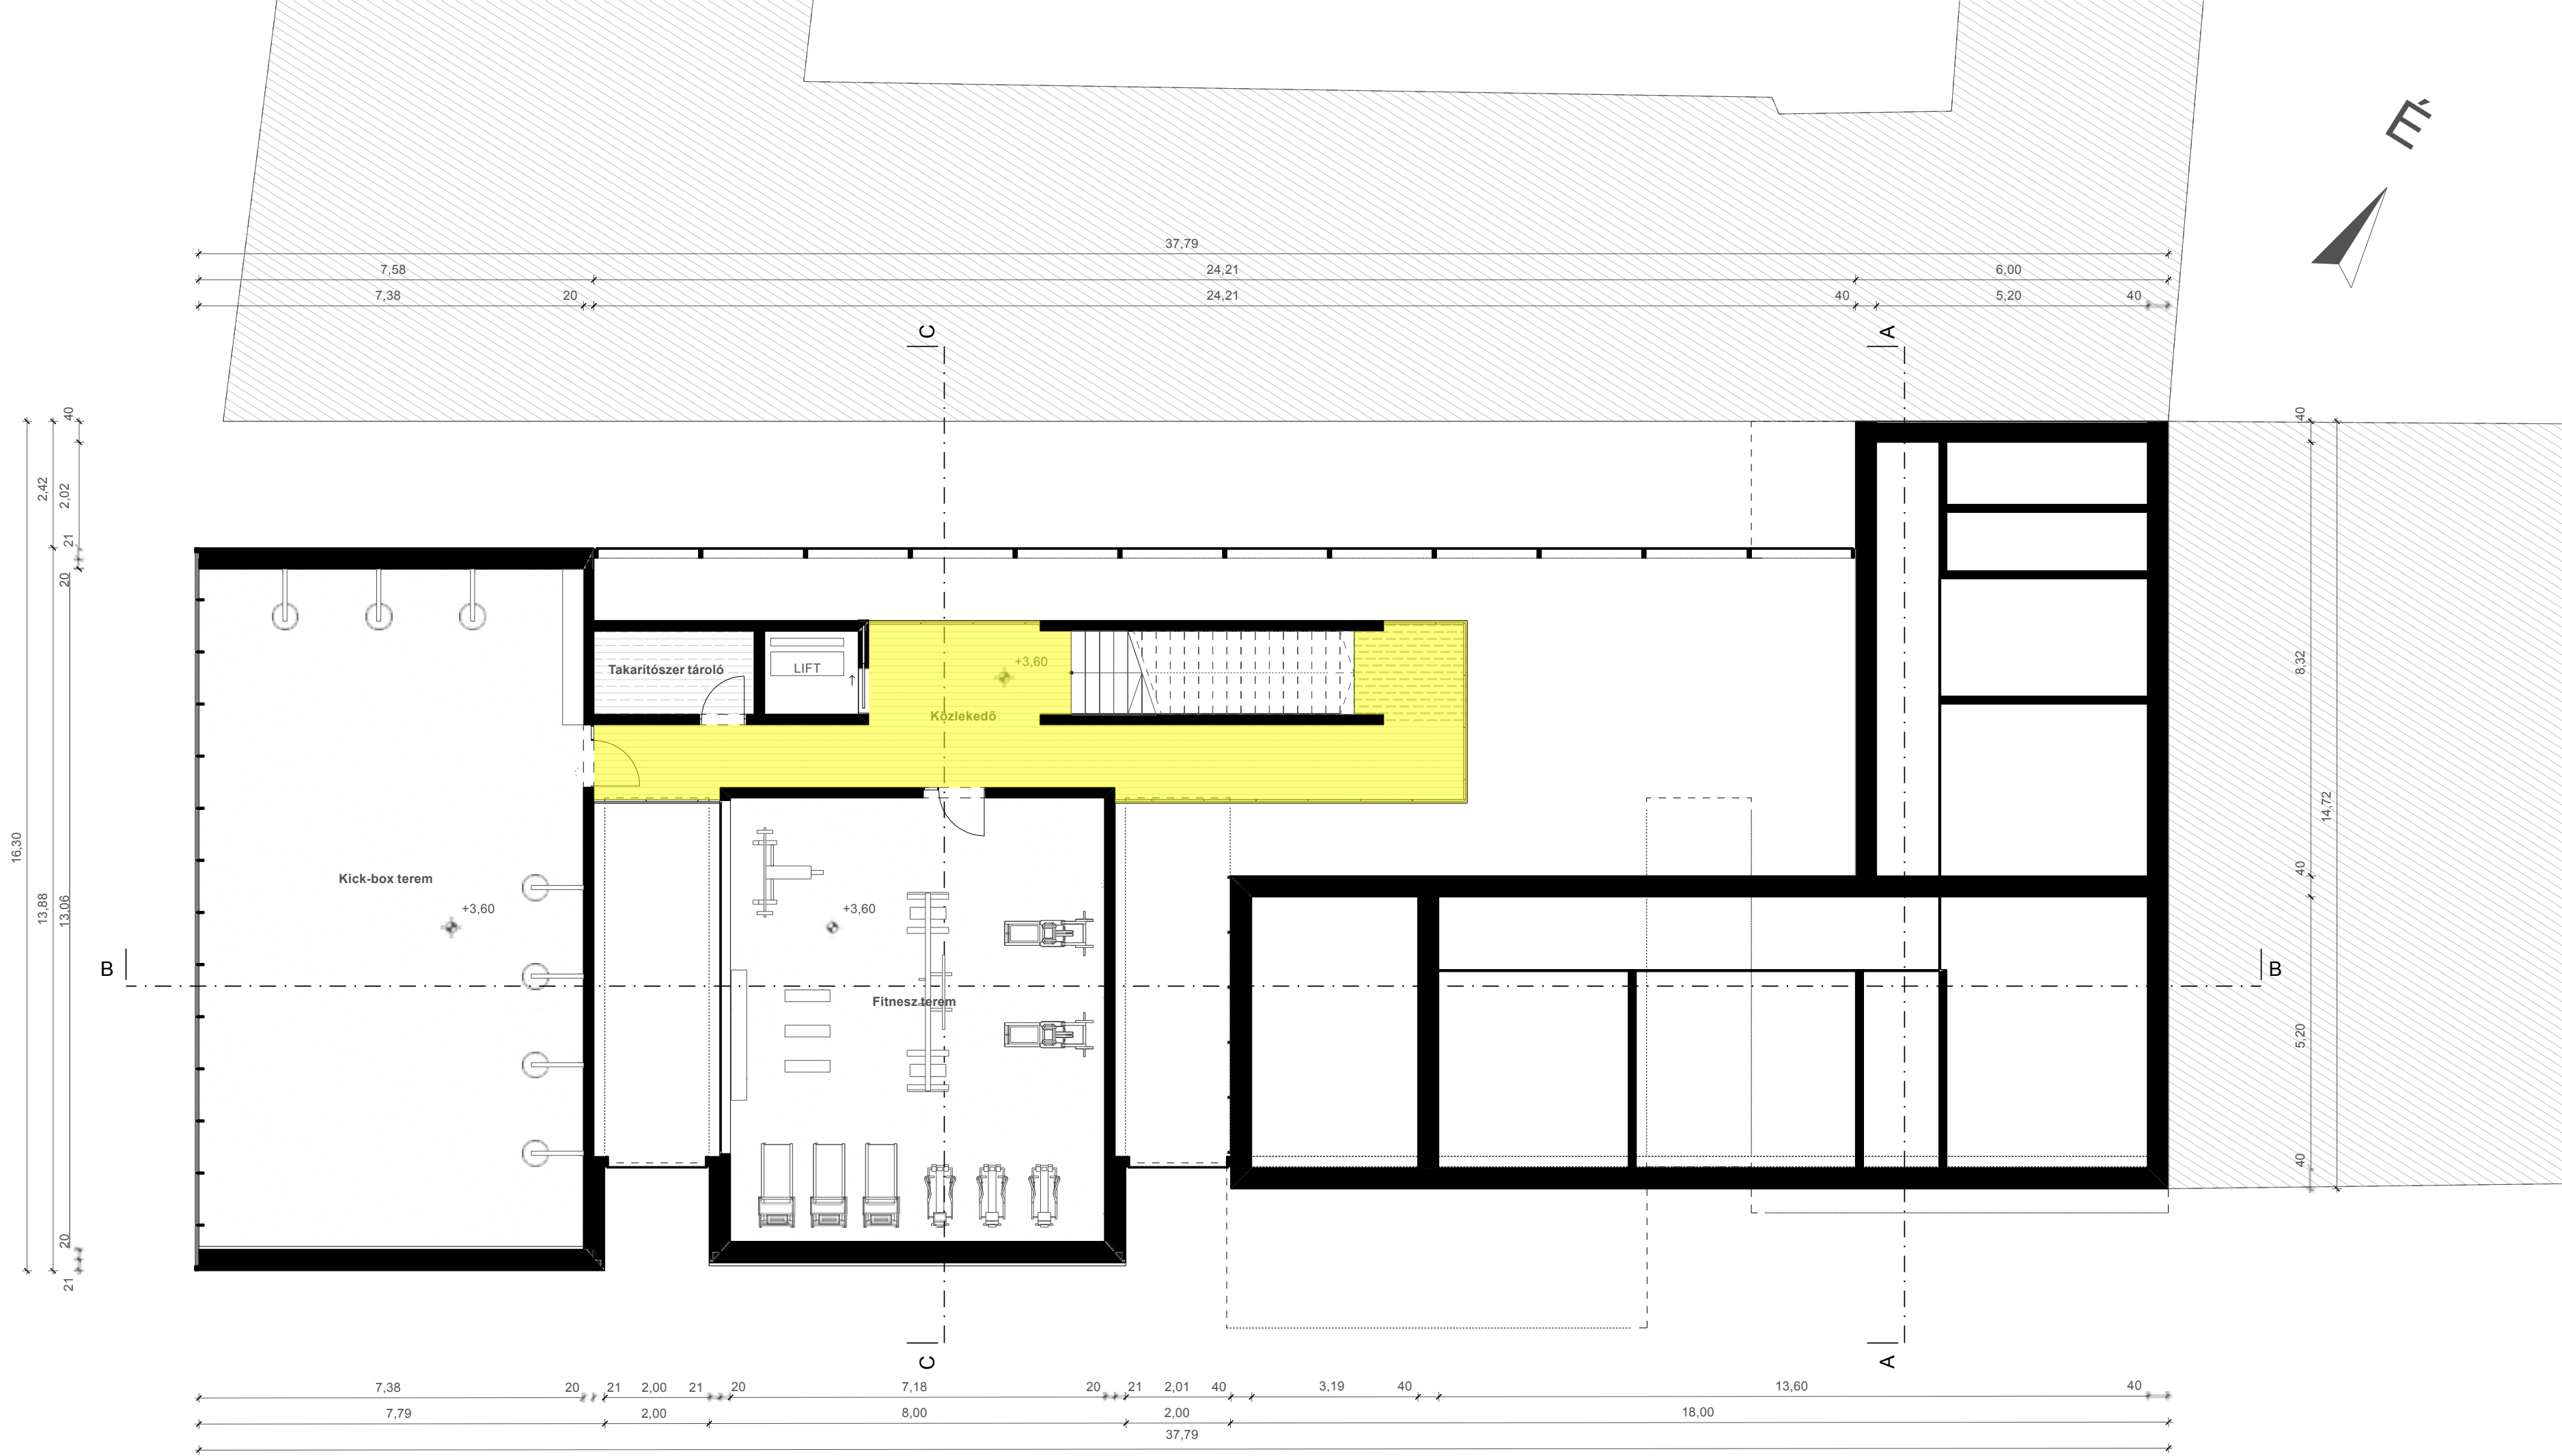 É
37,79
7,58 24,21 6,00
7,38 20 24,21 40 5,20 40
C A
40
2,42
2,02
21
20
16,30
13,88
13,06
20
21
40
8,32
14,72
40
5,20
40
Takarítószer tároló
LIFT
+3,60
Közlekedő
Kick-box terem
+3,60
+3,60
Fitnesz terem
B B
C A
7,38 20 21 2,00 21 20 7,18 20 21 2,01 40 3,19 40 13,60 40
7,79 2,00 8,00 2,00 18,00
37,79